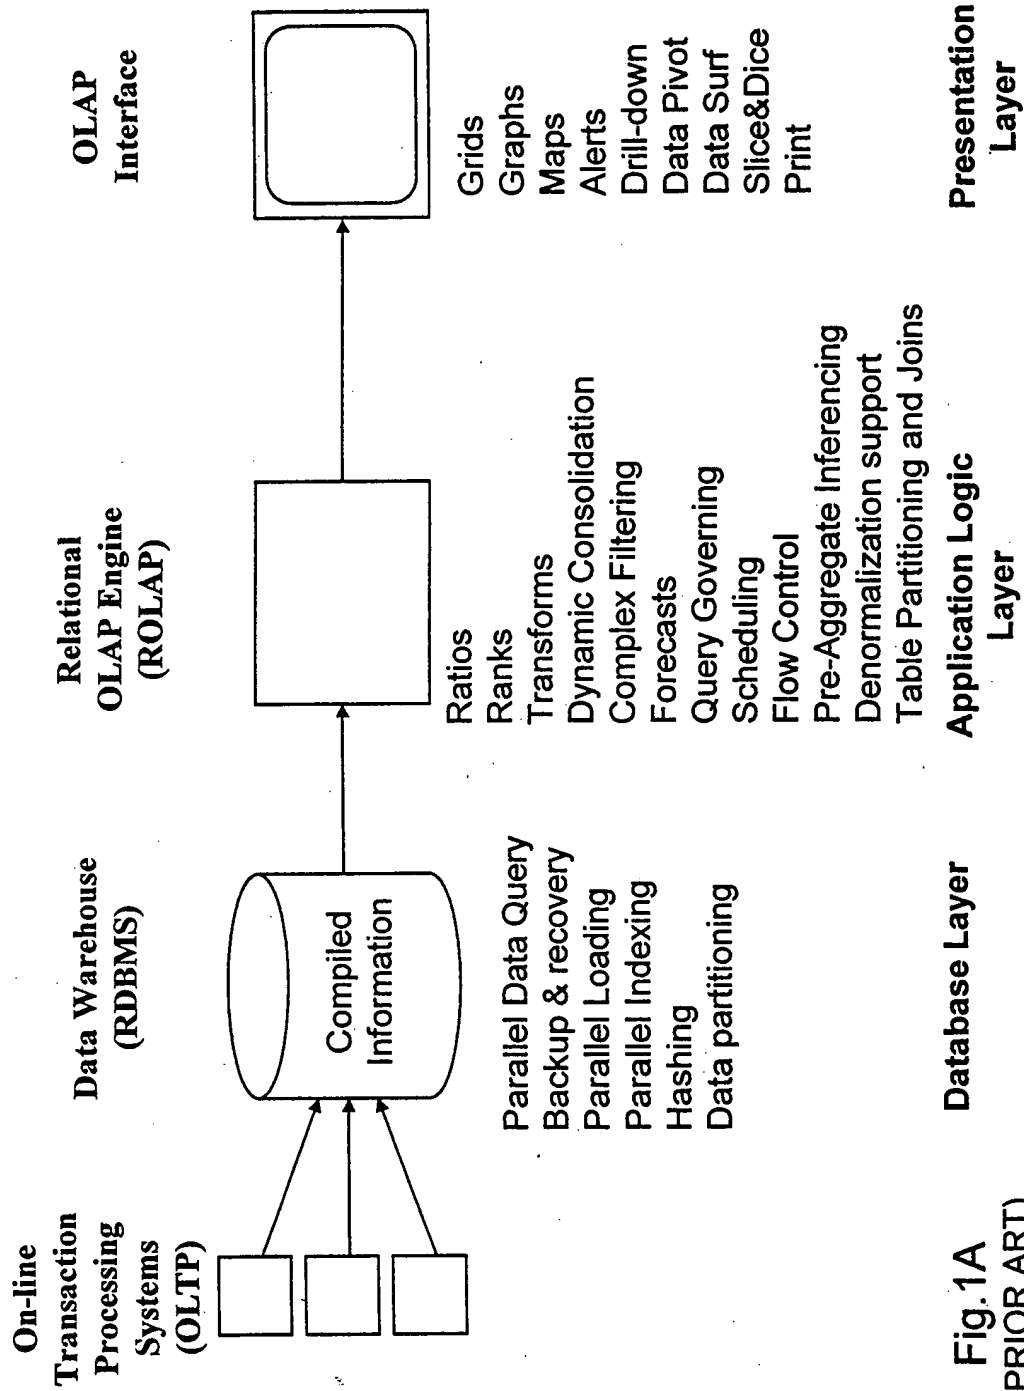 On-line
Transaction
Processing
Systems
(OLTP)
Data Warehouse
(RDBMS)
Relational
OLAP Engine
(ROLAP)
OLAP
Interface
Compiled
Information
Parallel Data Query
Backup & recovery
Parallel Loading
Parallel Indexing
Hashing
Data partitioning
Ratios
Ranks
Transforms
Dynamic Consolidation
Complex Filtering
Forecasts
Query Governing
Scheduling
Flow Control
Pre-Aggregate Inferencing
Denormalization support
Table Partitioning and Joins
Grids
Graphs
Maps
Alerts
Drill-down
Data Pivot
Data Surf
Slice&Dice
Print
Database Layer
Application Logic
Layer
Presentation
Layer
Fig.1A
PRIOR ART)